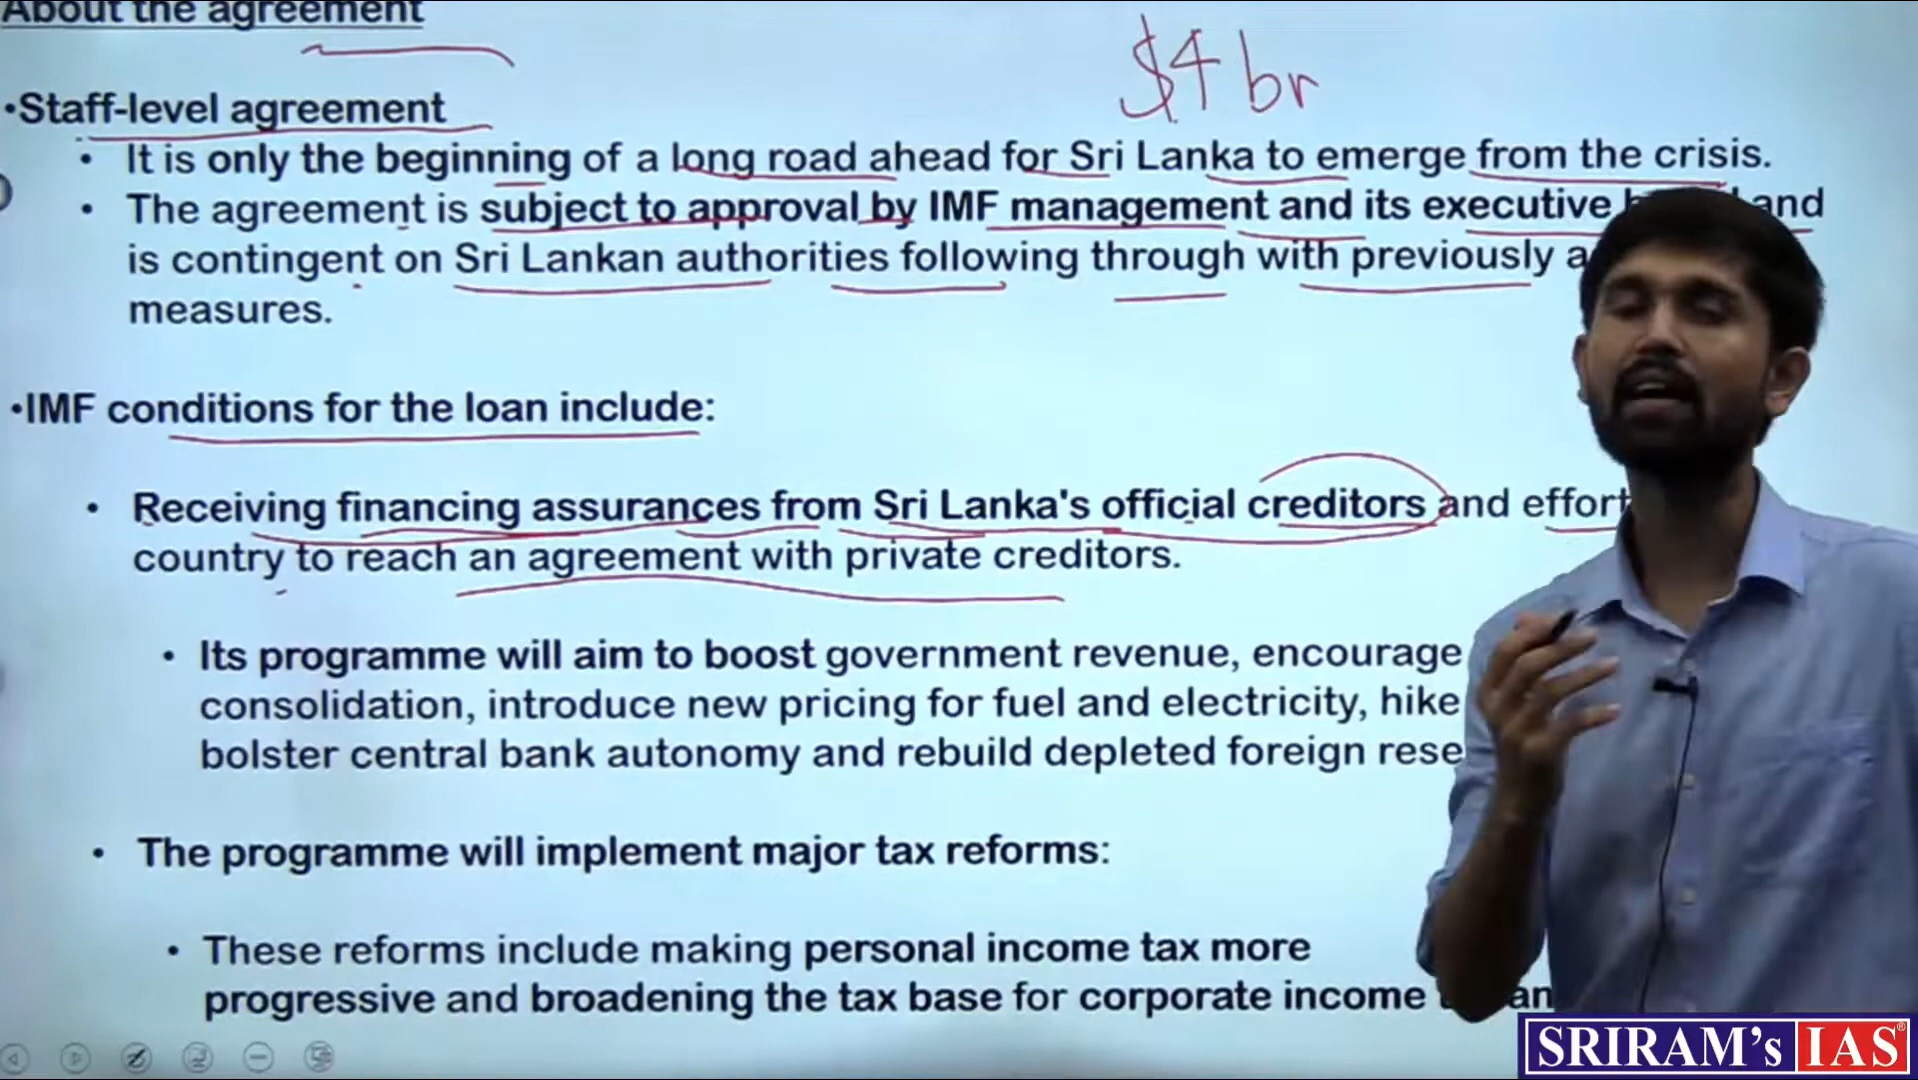 About the agreement
$4 bn
•Staff-level agreement
• It is only the beginning of a long road ahead for Sri Lanka to emerge from the crisis.
• The agreement is subject to approval by IMF management and its executive and
is contingent on Sri Lankan authorities following through with previously
measures.
•IMF conditions for the loan include:
• Receiving financing assurances from Sri Lanka's official creditors and effort
country to reach an agreement with private creditors.
• Its programme will aim to boost government revenue, encourage
consolidation, introduce new pricing for fuel and electricity, hike
bolster central bank autonomy and rebuild depleted foreign rese
• The programme will implement major tax reforms:
• These reforms include making personal income tax more
progressive and broadening the tax base for corporate income
SRIRAM's IAS®